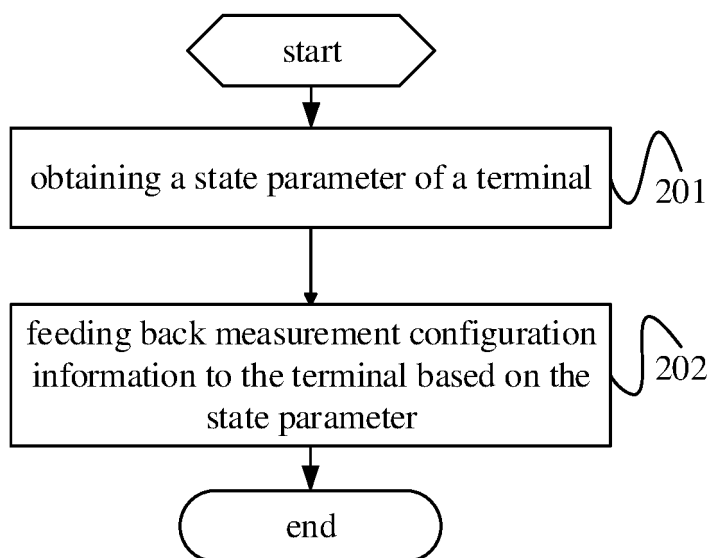 start
obtaining a state parameter of a terminal
201
feeding back measurement configuration
information to the terminal based on the
state parameter
202
end